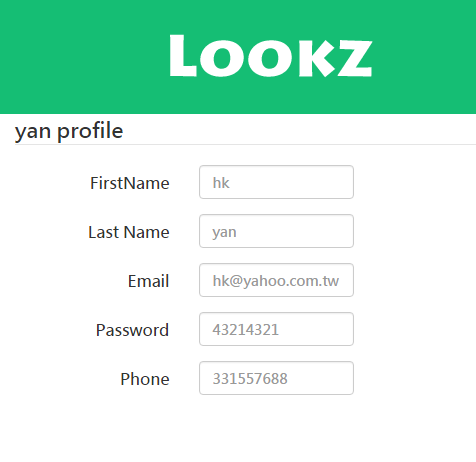 Lookz
yan profile
FirstName hk
Last Name yan
Email hk@yahoo.com.tw
Password 43214321
Phone 331557688